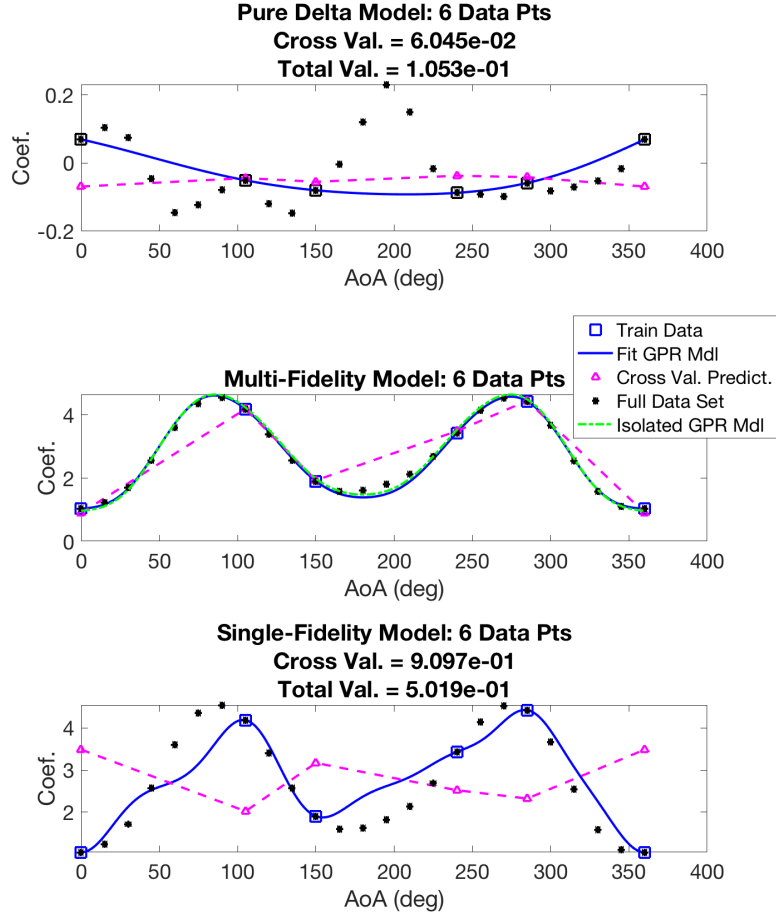 Pure Delta Model: 6 Data Pts
Cross Val. = 6.045e-02
Total Val. = 1.053e-01
0.2
0
-0.2
Coef.
0 50 100 150 200 250 300 350 400
AoA (deg)
Train Data
Fit GPR Mdl
Cross Val. Predict.
Full Data Set
Isolated GPR Mdl
Multi-Fidelity Model: 6 Data Pts
4
2
0
Coef.
0 50 100 150 200 250 300 350 400
AoA (deg)
Single-Fidelity Model: 6 Data Pts
Cross Val. = 9.097e-01
Total Val. = 5.019e-01
4
3
2
Coef.
0 50 100 150 200 250 300 350 400
AoA (deg)